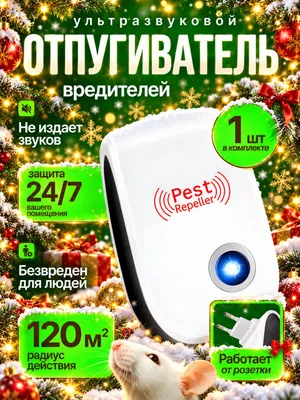 ультразвуковой
ОТПУГИВАТЕЛЬ
вредителей
Не издает
звуков
1 шт
в комплекте
защита
24/7
вашего
помещения
Pest
Repeller
Безвреден
для людей
120 м²
радиус
действия
Работает
от розетки